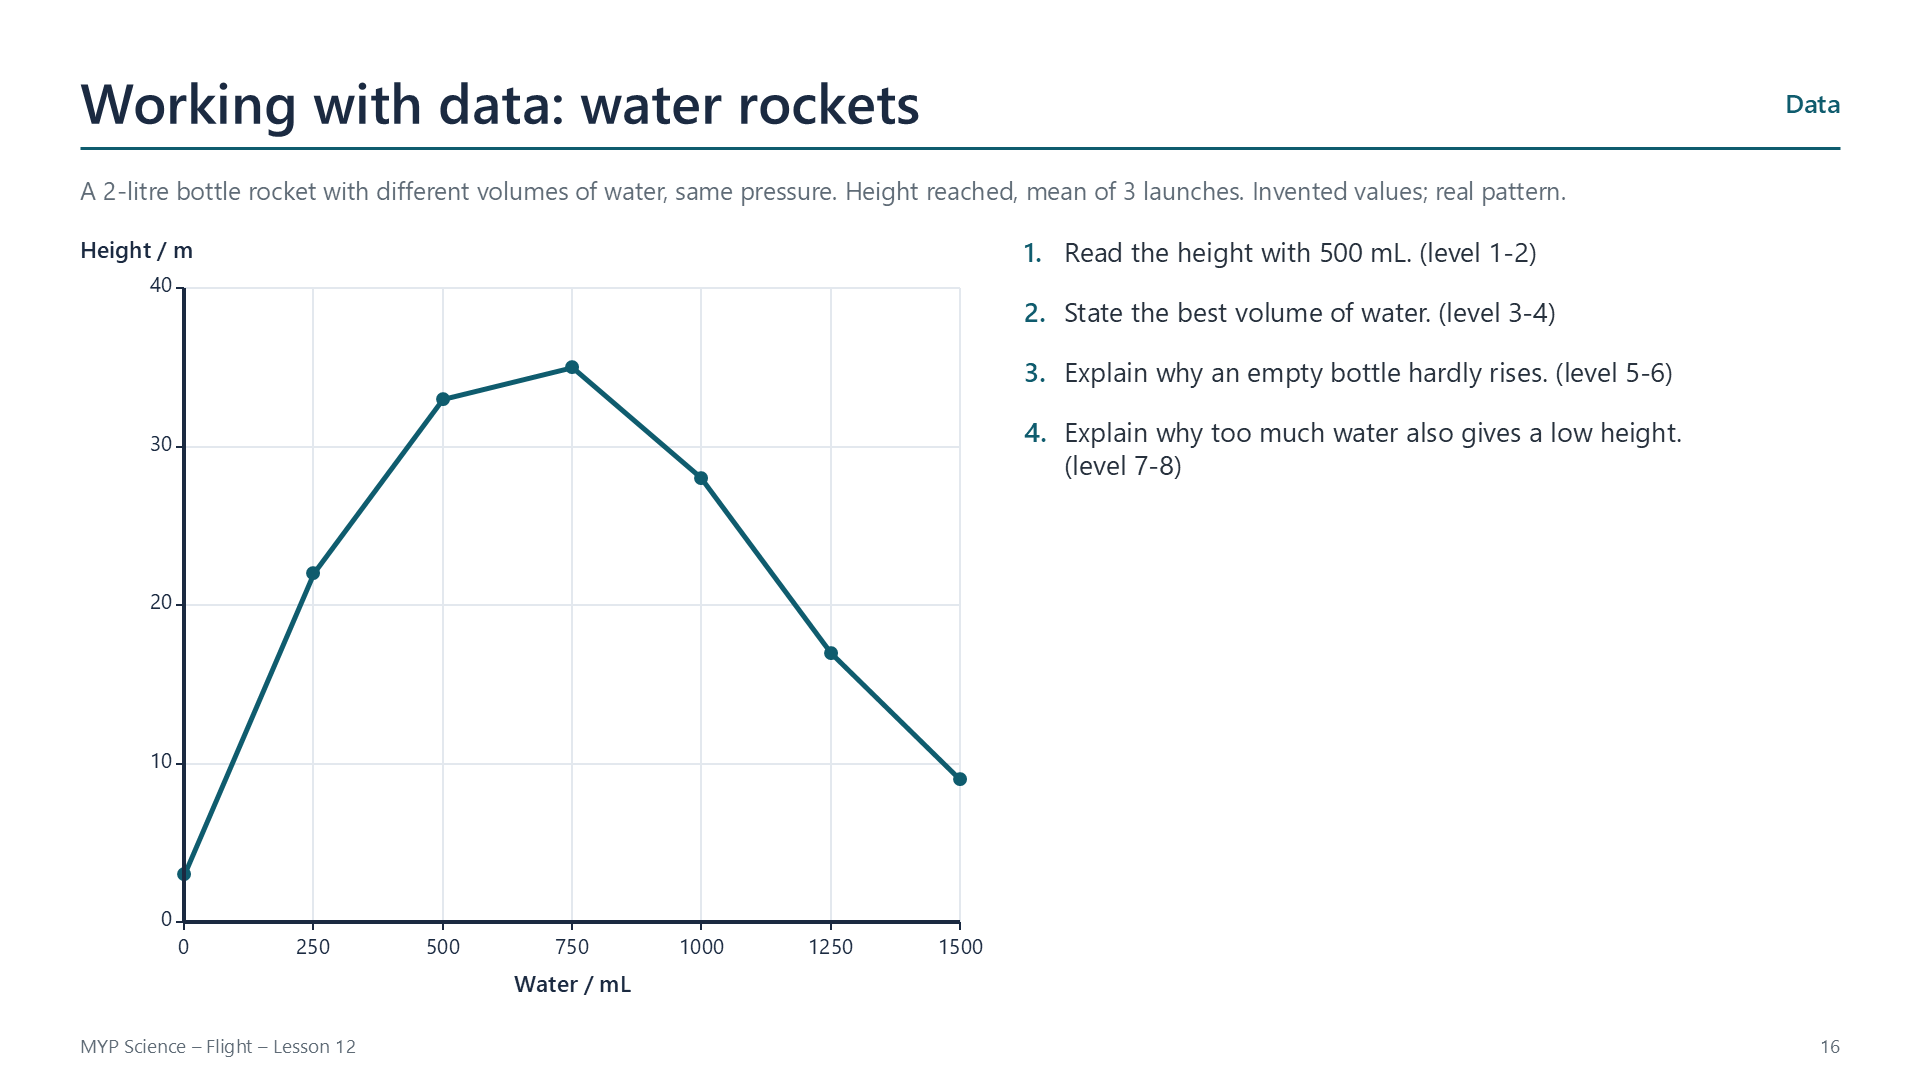 Working with data: water rockets
Data
A 2-litre bottle rocket with different volumes of water, same pressure. Height reached, mean of 3 launches. Invented values; real pattern.
Height / m
40
30
20
10
0
0 250 500 750 1000 1250 1500
Water / mL
1. Read the height with 500 mL. (level 1-2)
2. State the best volume of water. (level 3-4)
3. Explain why an empty bottle hardly rises. (level 5-6)
4. Explain why too much water also gives a low height.
(level 7-8)
MYP Science – Flight – Lesson 12
16